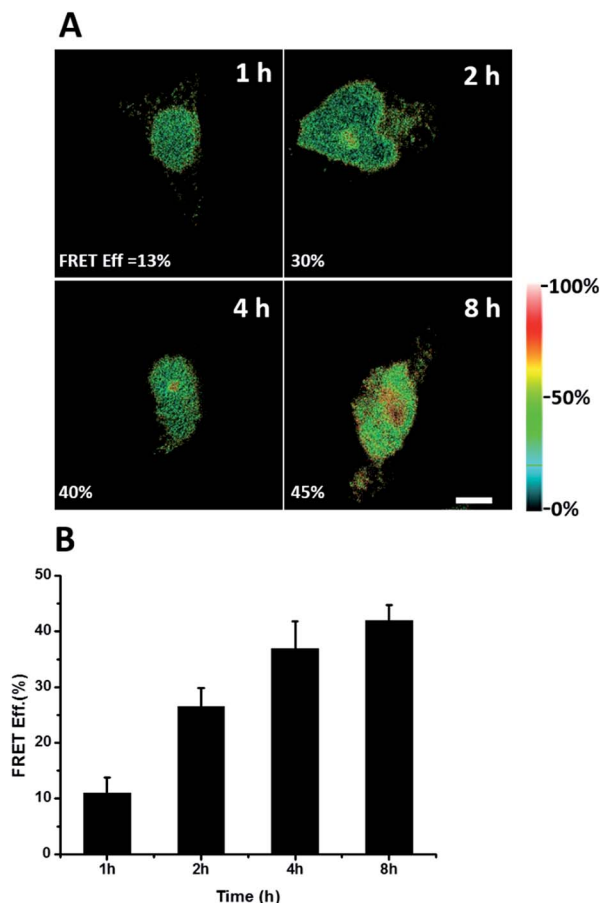 A
1 h
2 h
FRET Eff =13%
30%
4 h
8 h
40%
45%
100%
50%
0%
B
FRET Eff.(%)
50
40
30
20
10
0
1h
2h
4h
8h
Time (h)